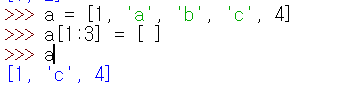 >>> a = [1, 'a', 'b', 'c', 4]
>>> a[1:3] = [ ]
>>> a
[1, 'c', 4]